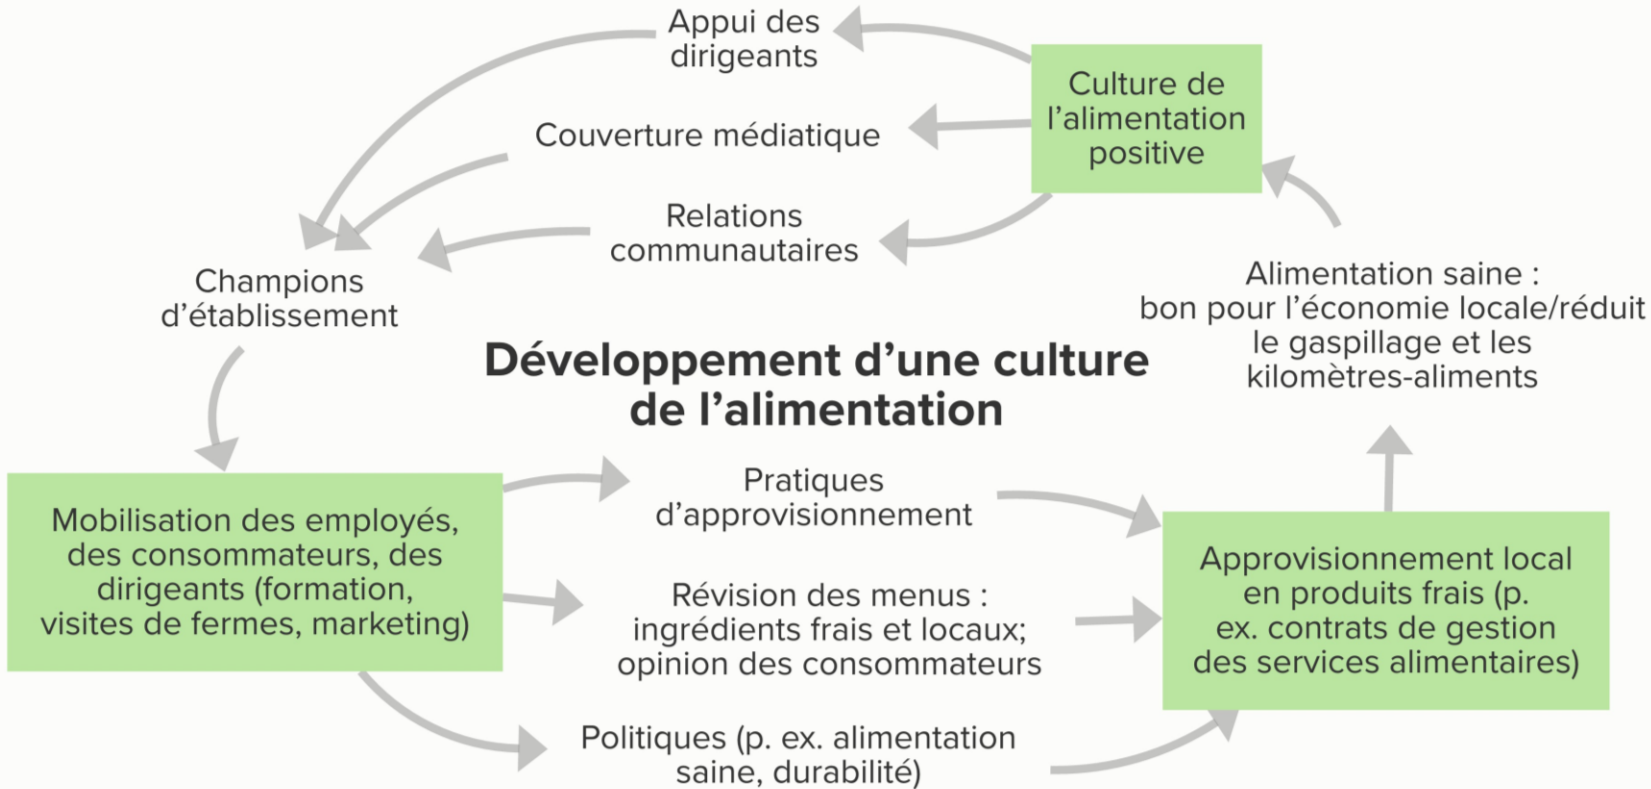 Appui des
dirigeants
Culture de
l'alimentation
positive
Couverture médiatique
Relations
communautaires
Champions
d'établissement
Alimentation saine :
bon pour l'économie locale/réduit
le gaspillage et les
kilomètres-aliments
Développement d'une culture
de l'alimentation
Mobilisation des employés,
des consommateurs, des
dirigeants (formation,
visites de fermes, marketing)
Pratiques
d'approvisionnement
Révision des menus :
ingrédients frais et locaux;
opinion des consommateurs
Politiques (p. ex. alimentation
saine, durabilité)
Approvisionnement local
en produits frais (p.
ex. contrats de gestion
des services alimentaires)